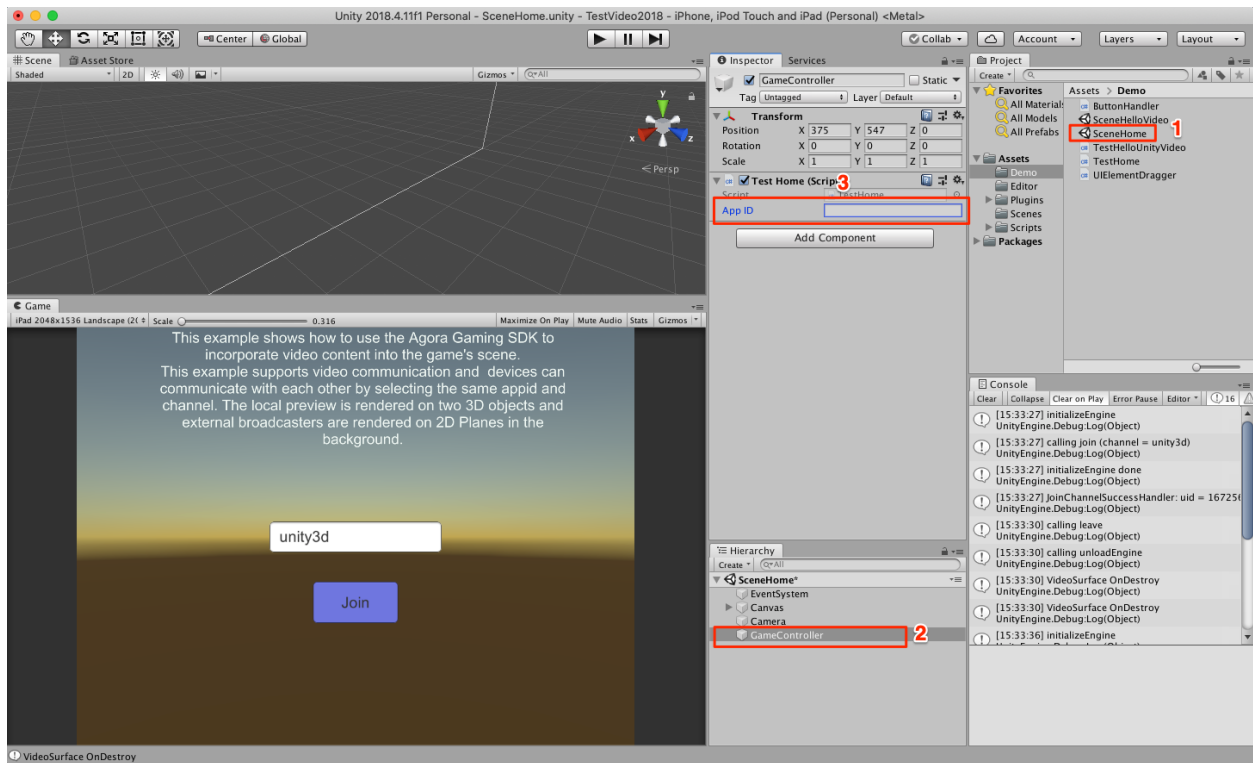 Unity 2018.4.11f1 Personal - SceneHome.unity - TestVideo2018 - iPhone, iPod Touch and iPad (Personal) <Metal>
Center Global
Collab Account Layers Layout
Scene Asset Store
Shaded 2D Gizmos All
y
x z
Persp
Game
iPad 2048x1536 Landscape (2( Scale 0.316 Maximize On Play Mute Audio Stats Gizmos
This example shows how to use the Agora Gaming SDK to
incorporate video content into the game's scene.
This example supports video communication and devices can
communicate with each other by selecting the same appid and
channel. The local preview is rendered on two 3D objects and
external broadcasters are rendered on 2D Planes in the
background.
unity3d
Join
Inspector Services
GameController Static
Tag Untagged Layer Default
Transform
Position X 375 Y 547 Z 0
Rotation X 0 Y 0 Z 0
Scale X 1 Y 1 Z 1
Test Home (Script)
3
Script TestHome
App ID
Add Component
Hierarchy
Create All
SceneHome*
EventSystem
Canvas
Camera
GameController
2
Project
Create
Favorites
All Materials
All Models
All Prefabs
Assets
Demo
Editor
Plugins
Scenes
Scripts
Packages
Assets > Demo
ButtonHandler
SceneHelloVideo
SceneHome
1
TestHelloUnityVideo
TestHome
UIElementDragger
Console
Clear Collapse Clear on Play Error Pause Editor 16
[15:33:27] initializeEngine
UnityEngine.Debug:Log(Object)
[15:33:27] calling join (channel = unity3d)
UnityEngine.Debug:Log(Object)
[15:33:27] initializeEngine done
UnityEngine.Debug:Log(Object)
[15:33:27] JoinChannelSuccessHandler: uid = 167256
UnityEngine.Debug:Log(Object)
[15:33:30] calling leave
UnityEngine.Debug:Log(Object)
[15:33:30] calling unloadEngine
UnityEngine.Debug:Log(Object)
[15:33:30] VideoSurface OnDestroy
UnityEngine.Debug:Log(Object)
[15:33:30] VideoSurface OnDestroy
UnityEngine.Debug:Log(Object)
[15:33:36] initializeEngine
VideoSurface OnDestroy